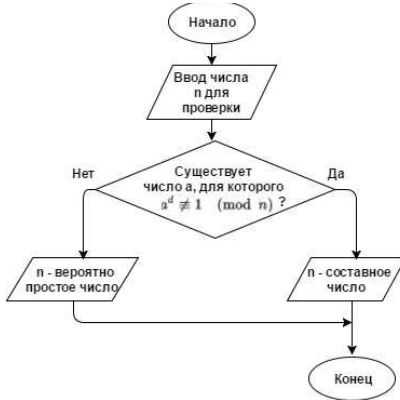 Начало
Ввод числа
n для
проверки
Существует
число a, для которого
a^d ≢ 1 (mod n) ?
Нет
Да
n - вероятно
простое число
n - составное
число
Конец